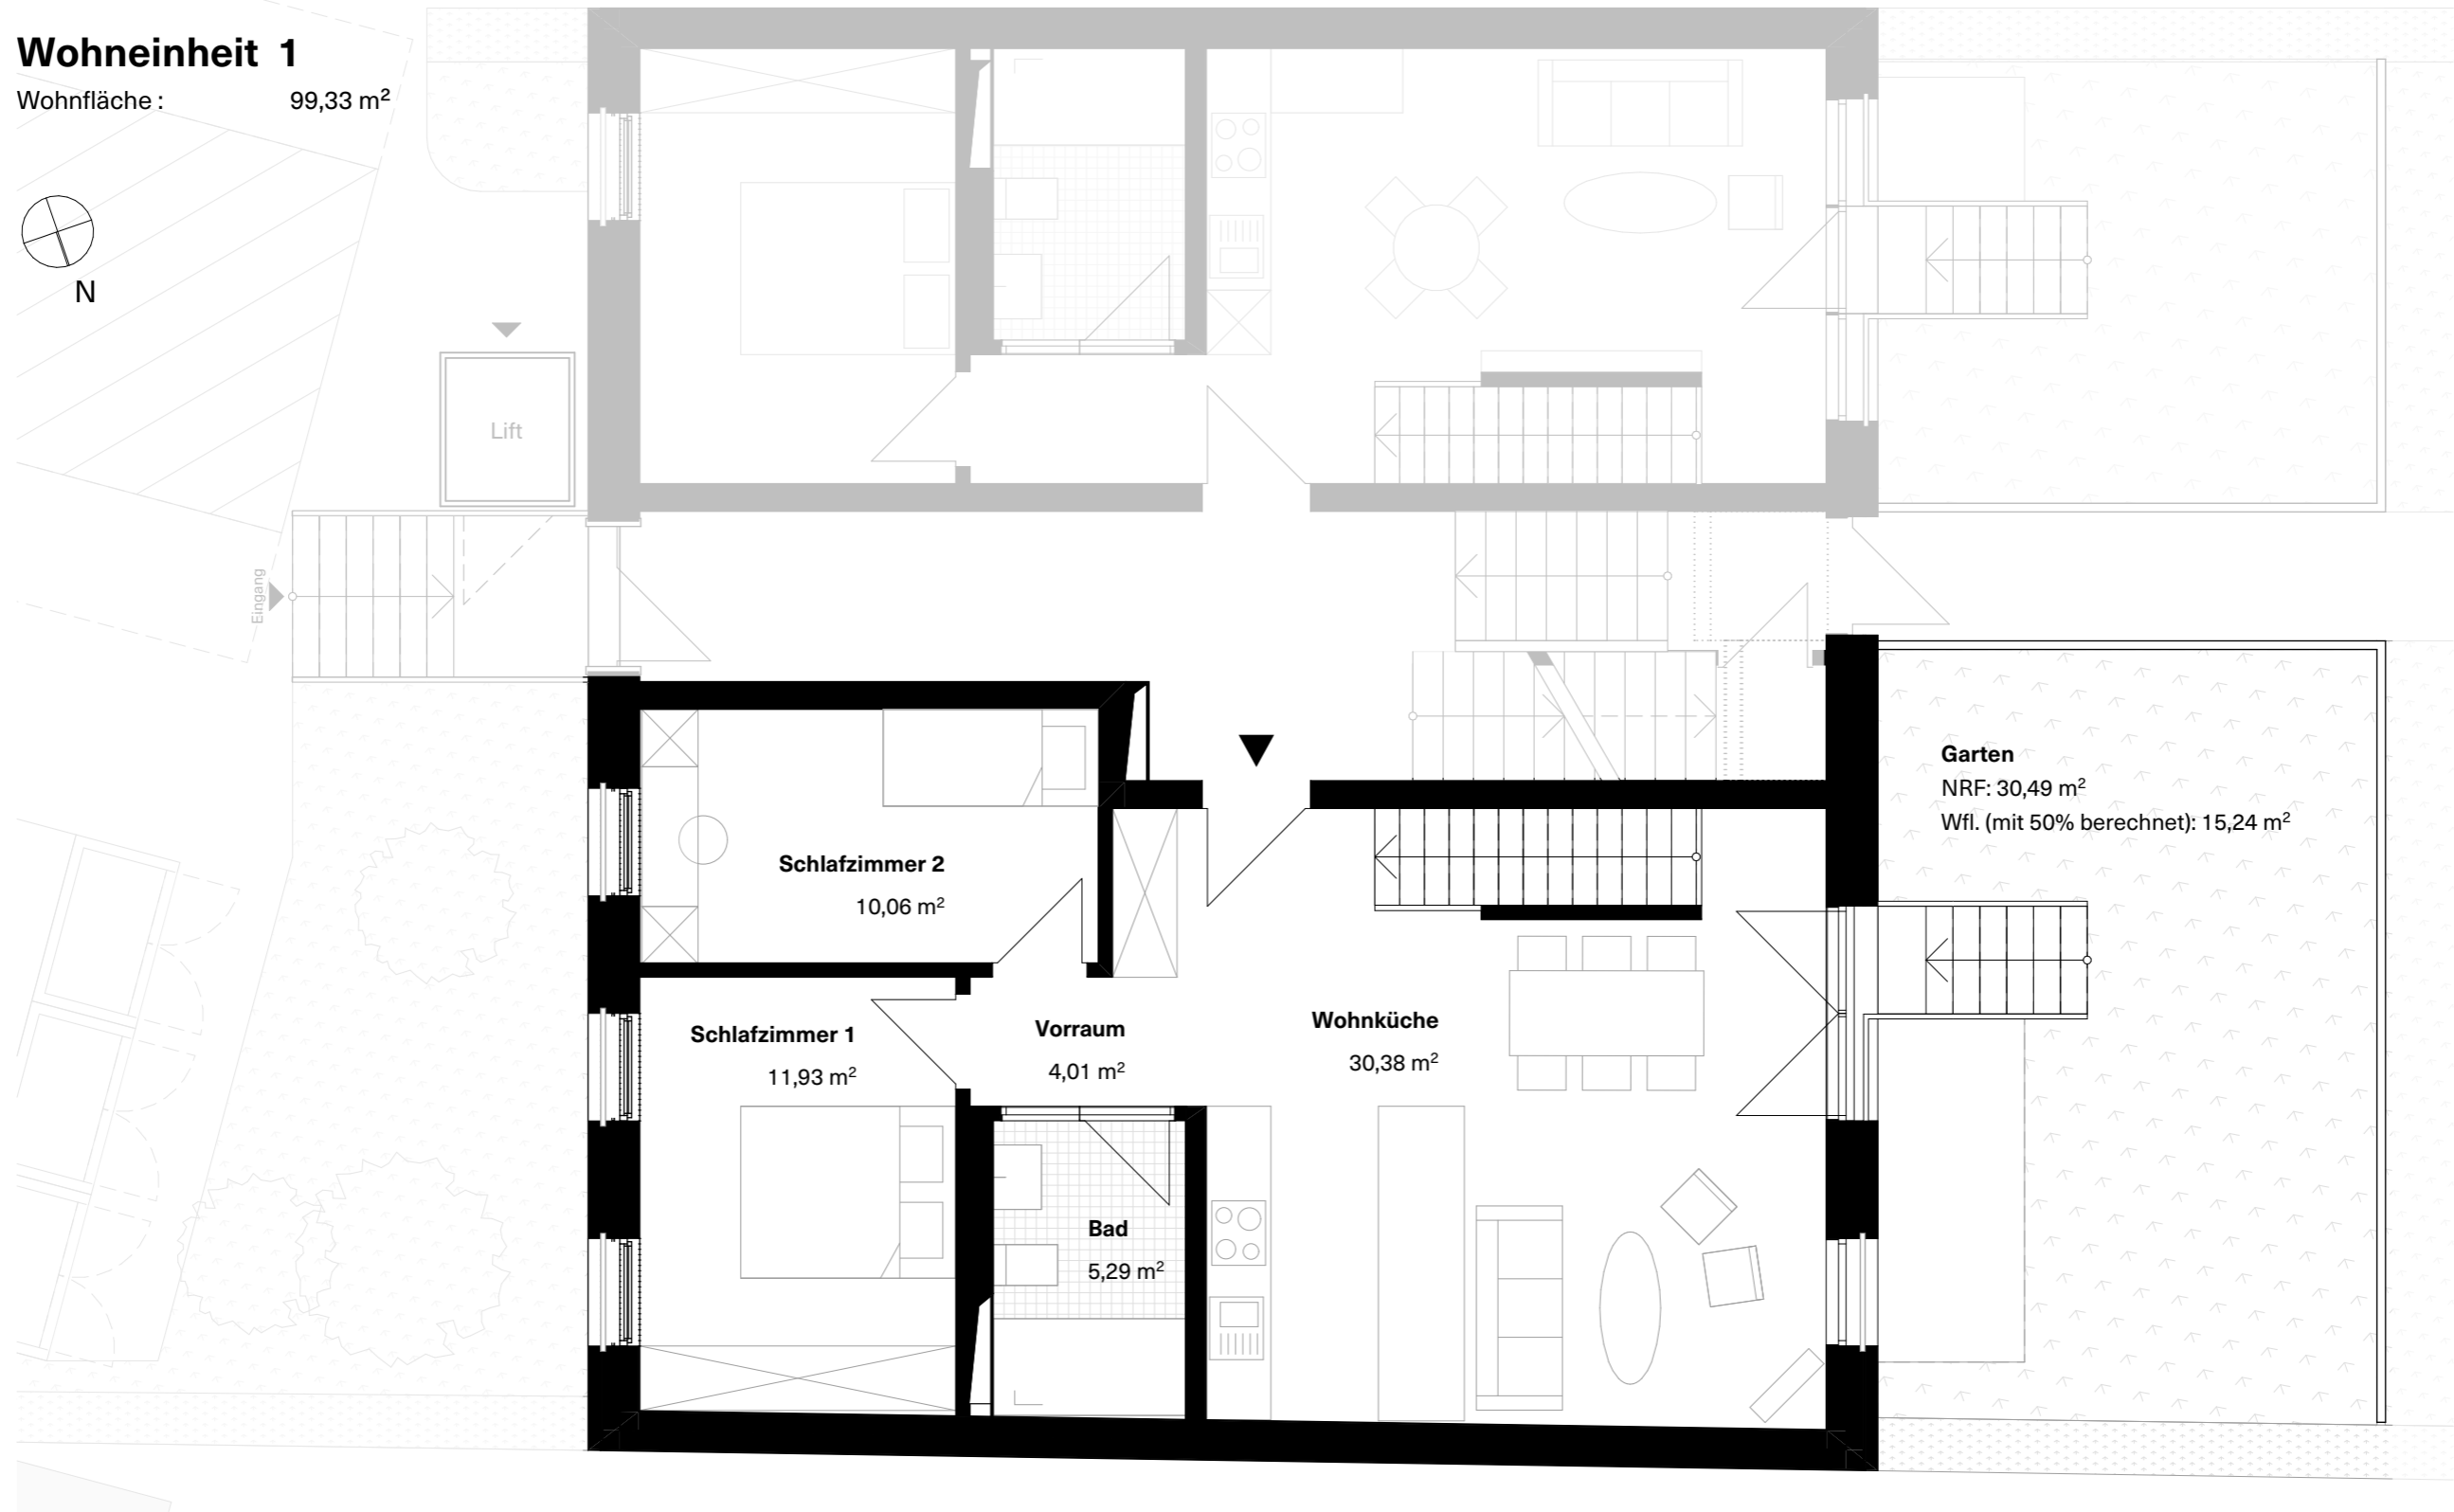 Wohneinheit 1
Wohnfläche : 99,33 m²
N
Lift
Eingang
Garten
NRF: 30,49 m²
Wfl. (mit 50% berechnet): 15,24 m²
Schlafzimmer 2
10,06 m²
Schlafzimmer 1
11,93 m²
Vorraum
4,01 m²
Wohnküche
30,38 m²
Bad
5,29 m²